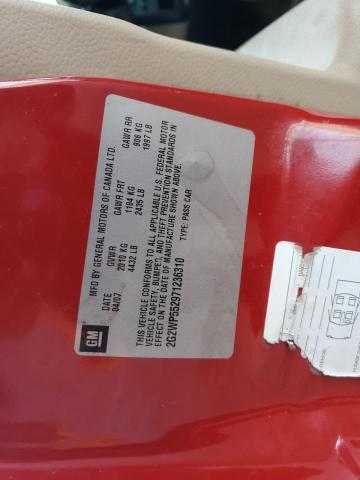 MFD BY GENERAL MOTORS OF CANADA LTD.
DATE GVWR GAWR FRT GAWR RR
04/07 2010 KG 1104 KG 906 KG
4432 LB 2435 LB 1997 LB
THIS VEHICLE CONFORMS TO ALL APPLICABLE U.S. FEDERAL MOTOR
VEHICLE SAFETY, BUMPER, AND THEFT PREVENTION STANDARDS IN
EFFECT ON THE DATE OF MANUFACTURE SHOWN ABOVE.
2G2WP552971236310 TYPE: PASS CAR
GM